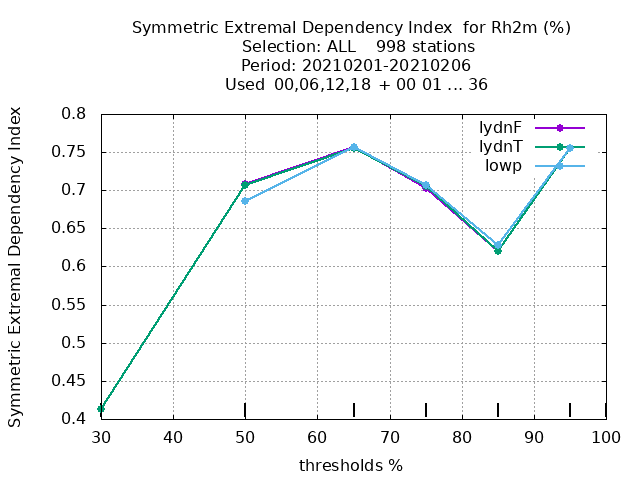 Symmetric Extremal Dependency Index for Rh2m (%)
Selection: ALL 998 stations
Period: 20210201-20210206
Used 00,06,12,18 + 00 01 ... 36
Symmetric Extremal Dependency Index
0.8
0.75
0.7
0.65
0.6
0.55
0.5
0.45
0.4
lydnF
lydnT
lowp
30 40 50 60 70 80 90 100
thresholds %